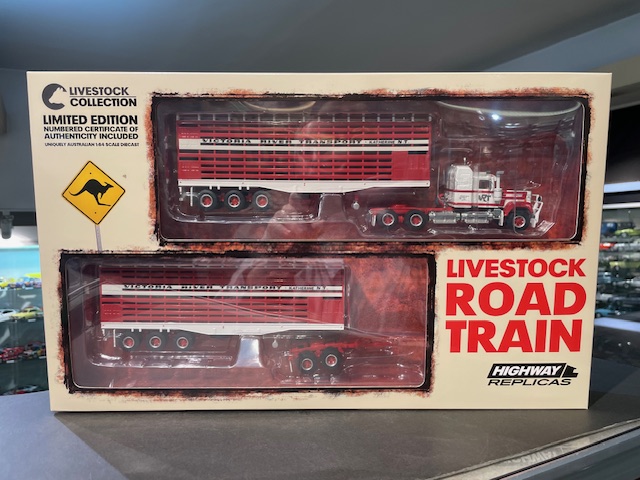 LIVESTOCK
COLLECTION
LIMITED EDITION
NUMBERED CERTIFICATE OF
AUTHENTICITY INCLUDED
UNIQUELY AUSTRALIAN 1:64 SCALE DIECAST
VICTORIA RIVER TRANSPORT KATHERINE N.T.
VRT
VICTORIA RIVER TRANSPORT KATHERINE N.T.
LIVESTOCK
ROAD
TRAIN
HIGHWAY
REPLICAS